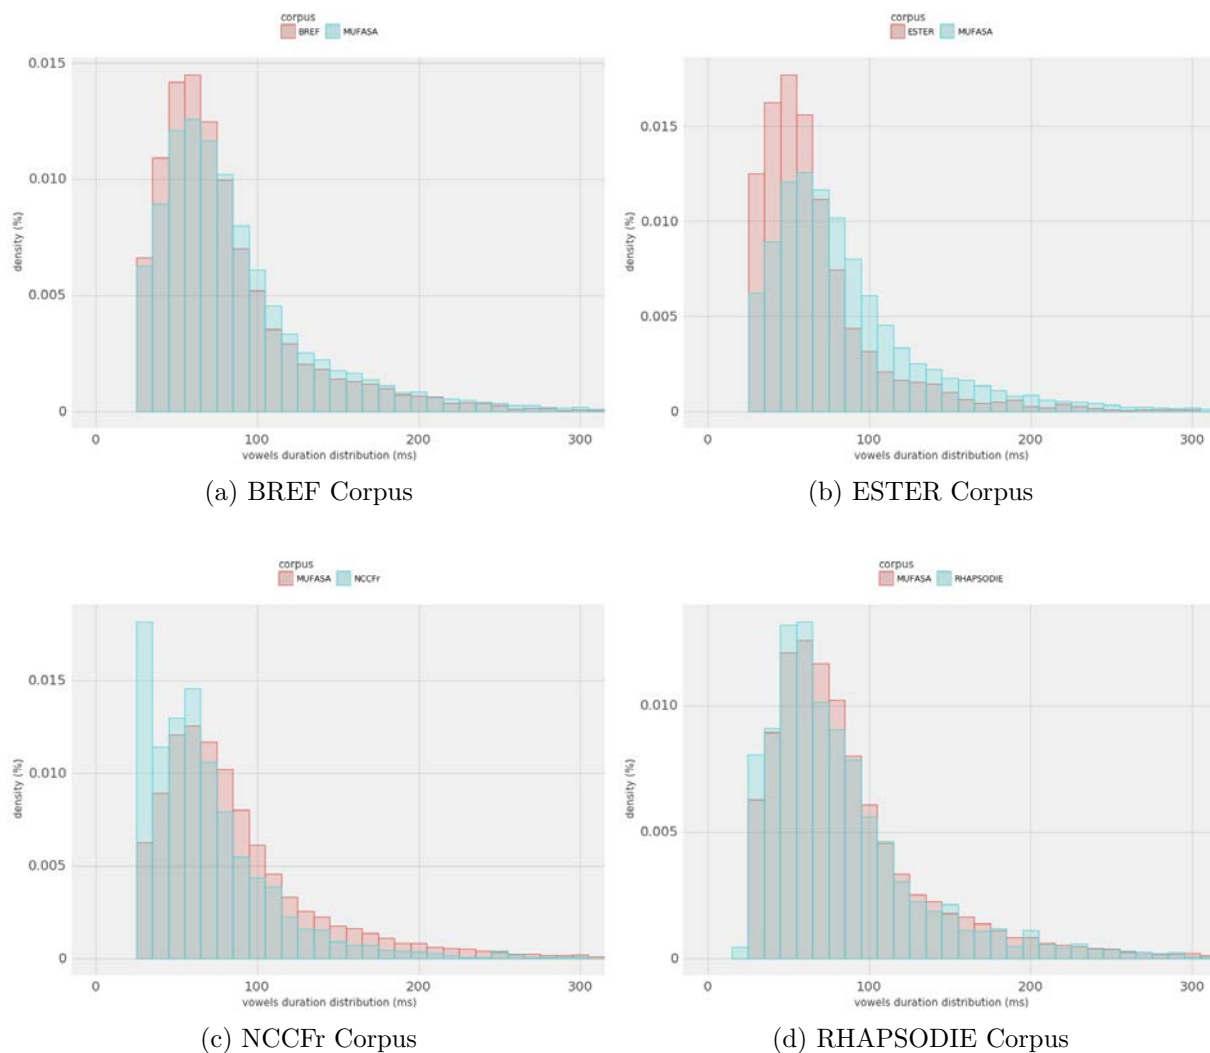 corpus
BREF MUFASA
0.015
0.010
0.005
0
density (%)
0 100 200 300
vowels duration distribution (ms)
(a) BREF Corpus
corpus
ESTER MUFASA
0.015
0.010
0.005
0
density (%)
0 100 200 300
vowels duration distribution (ms)
(b) ESTER Corpus
corpus
MUFASA NCCFr
0.015
0.010
0.005
0
density (%)
0 100 200 300
vowels duration distribution (ms)
(c) NCCFr Corpus
corpus
MUFASA RHAPSODIE
0.010
0.005
0
density (%)
0 100 200 300
vowels duration distribution (ms)
(d) RHAPSODIE Corpus